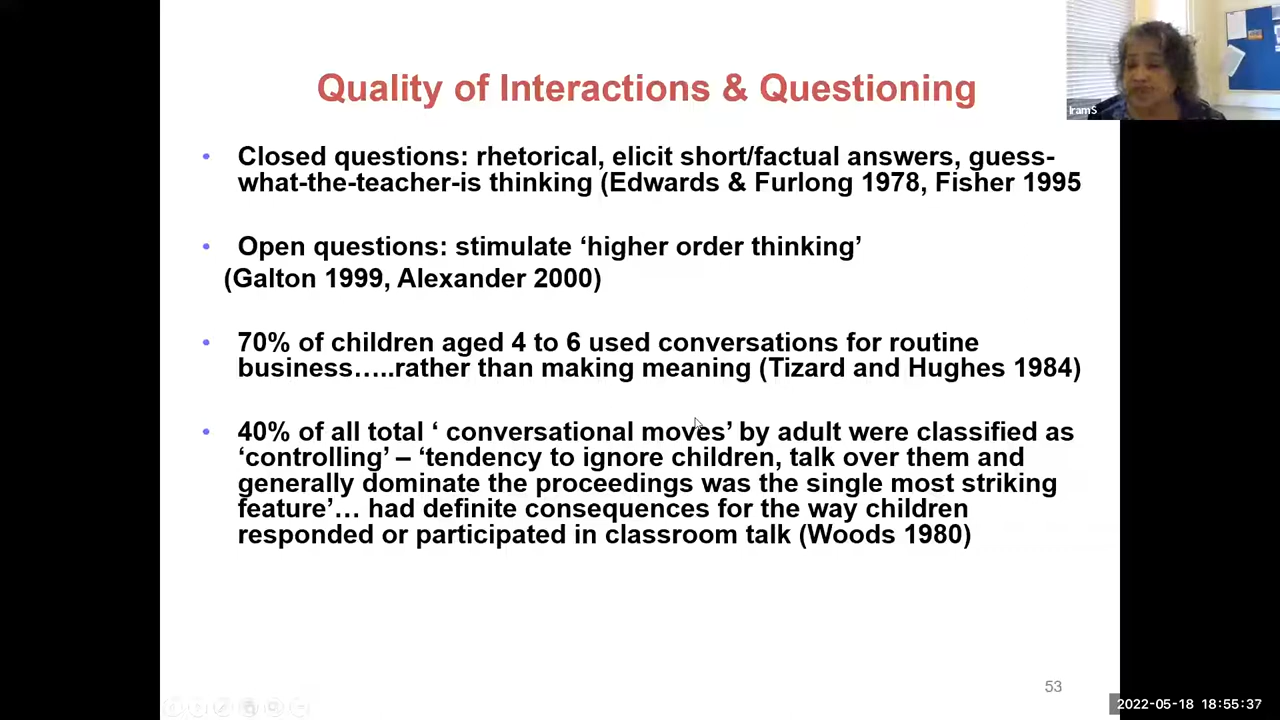 Quality of Interactions & Questioning
IramS
• Closed questions: rhetorical, elicit short/factual answers, guess-
what-the-teacher-is thinking (Edwards & Furlong 1978, Fisher 1995
• Open questions: stimulate ‘higher order thinking’
(Galton 1999, Alexander 2000)
• 70% of children aged 4 to 6 used conversations for routine
business…..rather than making meaning (Tizard and Hughes 1984)
• 40% of all total ‘ conversational moves’ by adult were classified as
‘controlling’ – ‘tendency to ignore children, talk over them and
generally dominate the proceedings was the single most striking
feature’… had definite consequences for the way children
responded or participated in classroom talk (Woods 1980)
53
2022-05-18 18:55:37